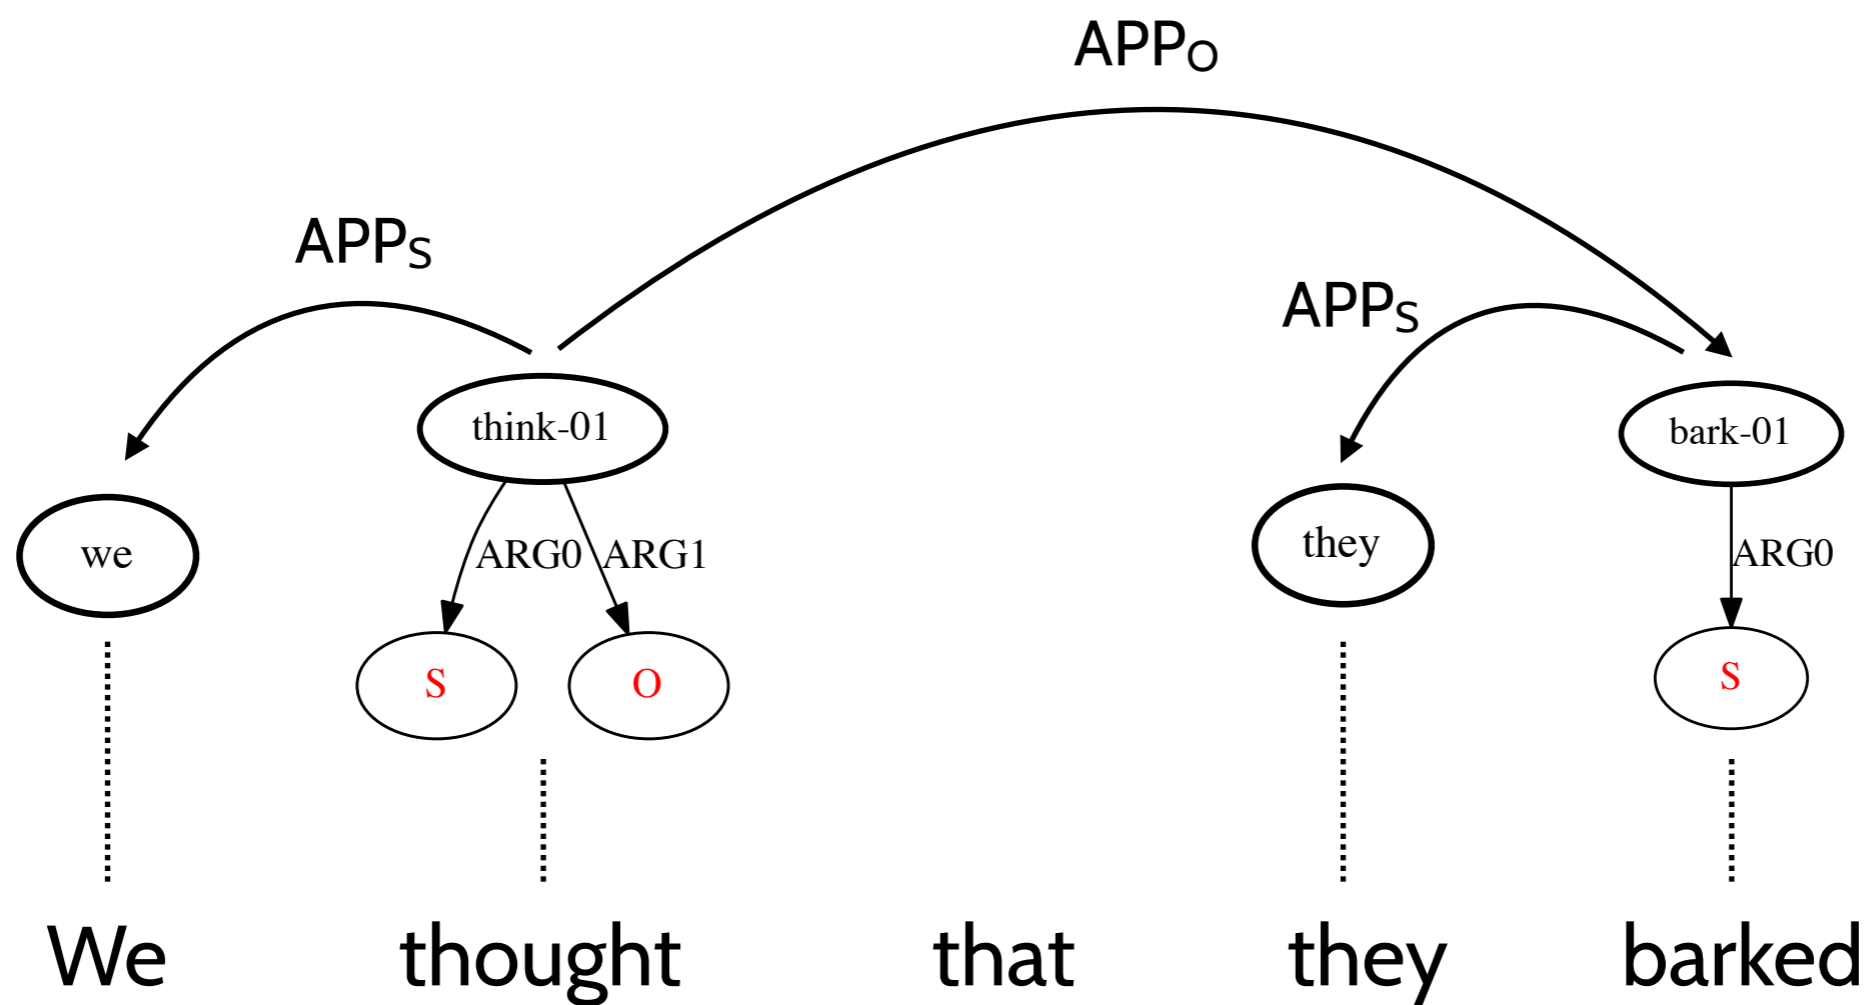 APPO
APPS
APPS
think-01
bark-01
we
they
ARG0 ARG1
ARG0
S O
S
We thought that they barked